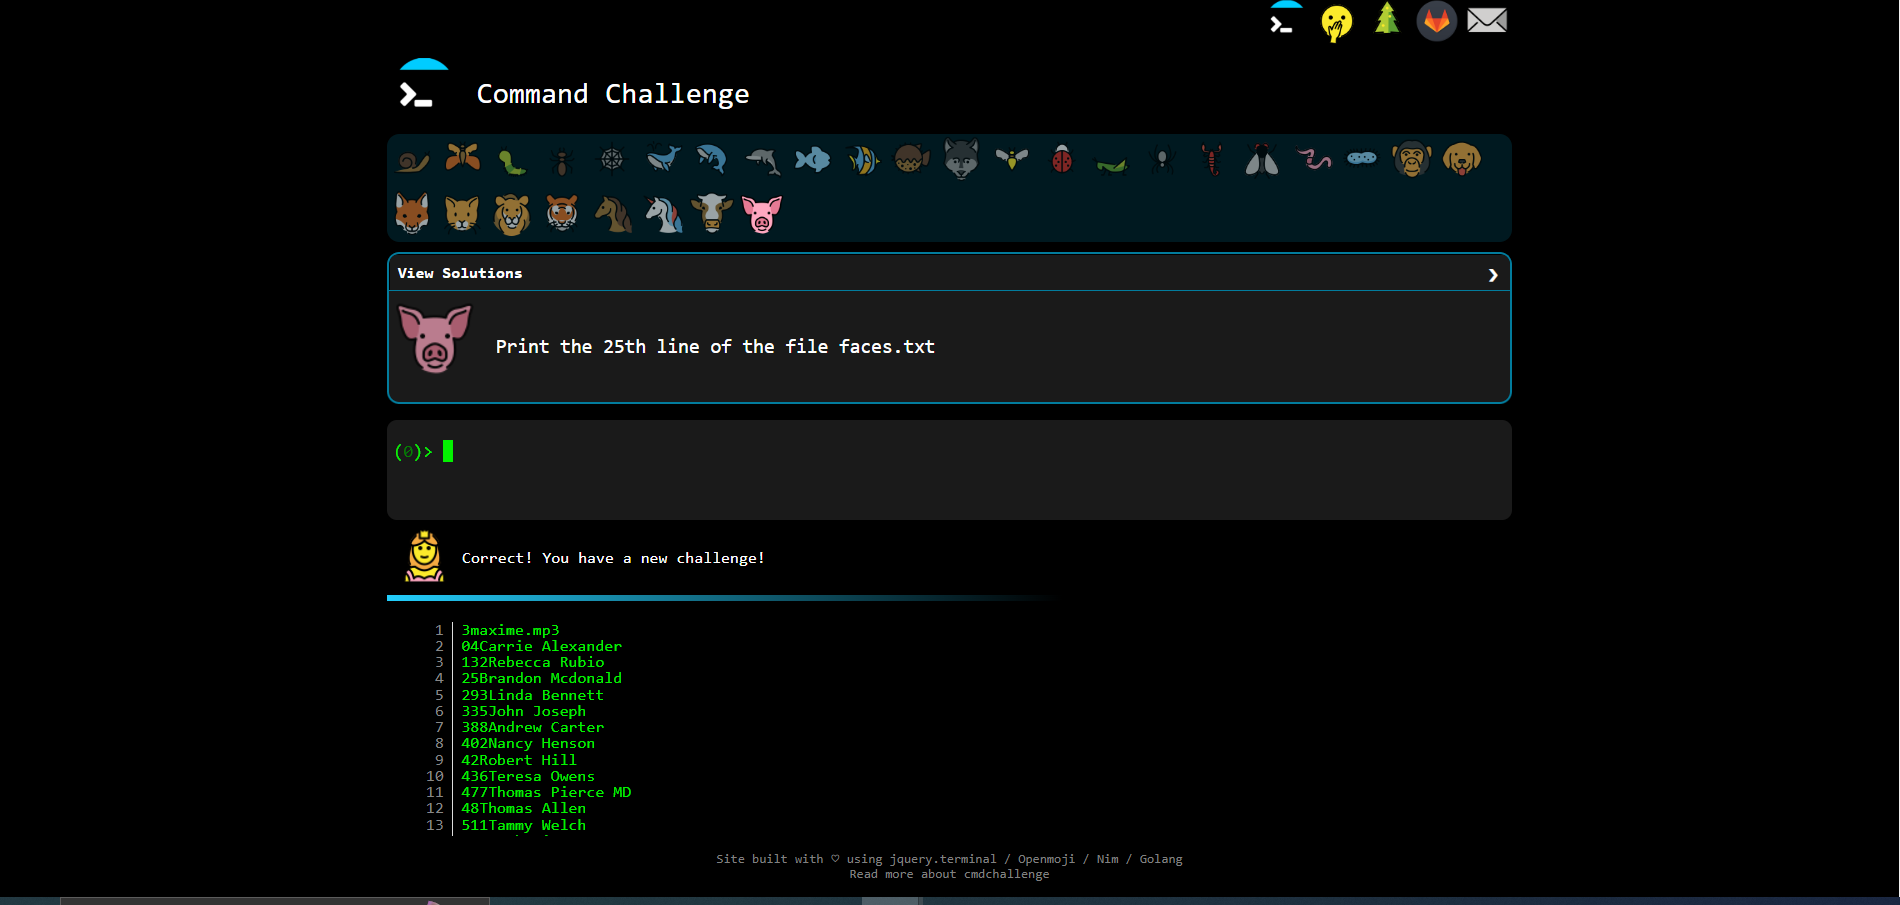 Command Challenge
View Solutions
Print the 25th line of the file faces.txt
(0)>
Correct! You have a new challenge!
1 3maxime.mp3
2 04Carrie Alexander
3 132Rebecca Rubio
4 25Brandon Mcdonald
5 293Linda Bennett
6 335John Joseph
7 388Andrew Carter
8 402Nancy Henson
9 42Robert Hill
10 436Teresa Owens
11 477Thomas Pierce MD
12 48Thomas Allen
13 511Tammy Welch
Site built with ♡ using jquery.terminal / Openmoji / Nim / Golang
Read more about cmdchallenge